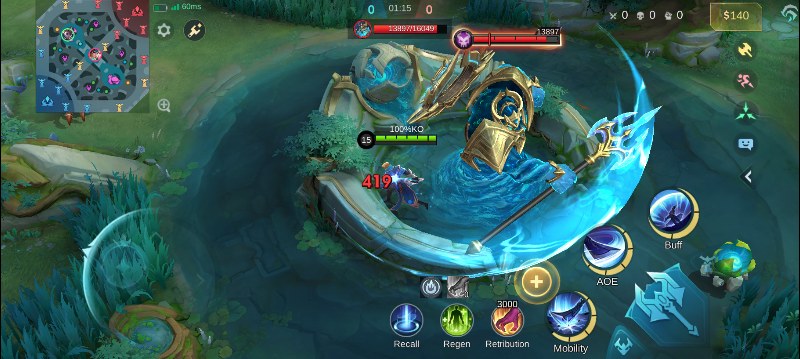 60ms
0 01:15 0
0 0 0
$140
13897/16049
13897
15
100%KO
419
Buff
AOE
3000
Recall
Regen
Retribution
Mobility